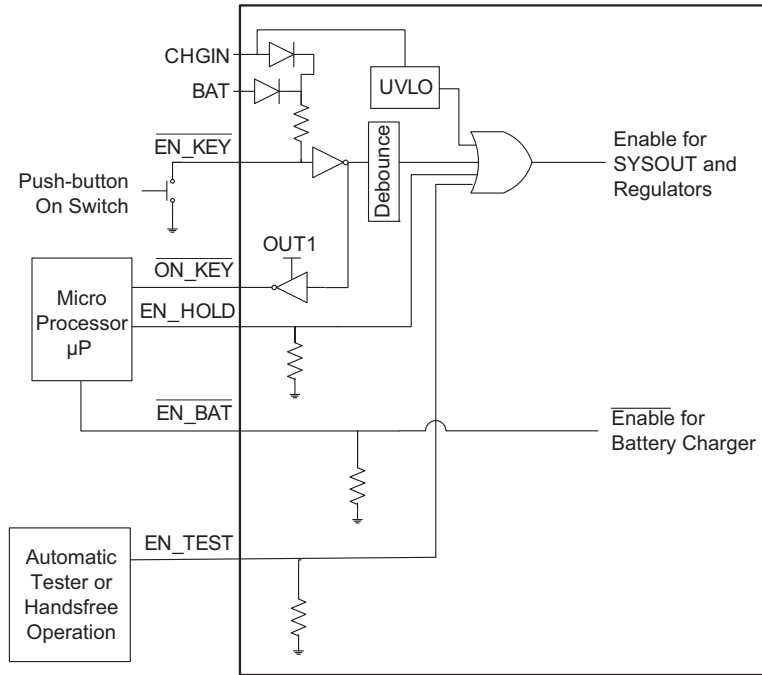 CHGIN
BAT
UVLO
EN_KEY
Push-button
On Switch
Debounce
Enable for
SYSOUT and
Regulators
OUT1
ON_KEY
Micro
Processor
µP
EN_HOLD
EN_BAT
Enable for
Battery Charger
EN_TEST
Automatic
Tester or
Handsfree
Operation